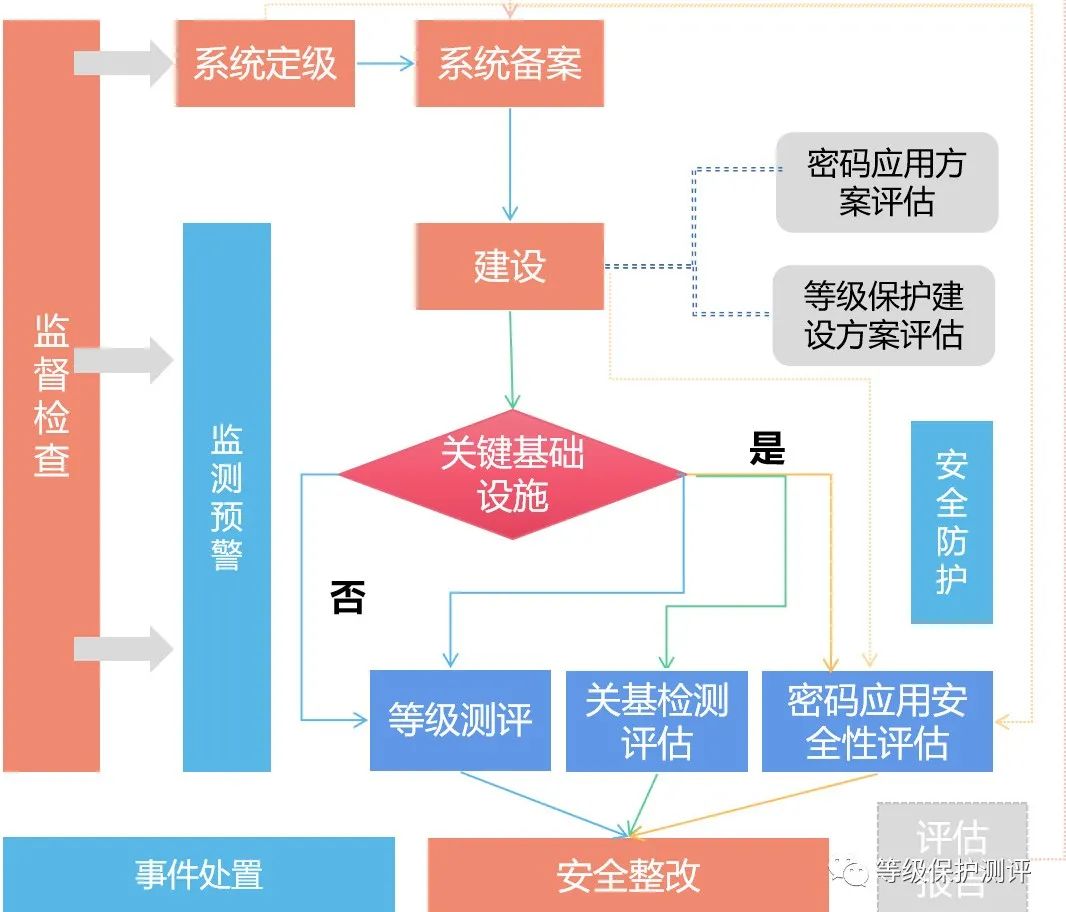 系统定级
系统备案
密码应用方
案评估
建设
等级保护建
设方案评估
监督检查
监测预警
关键基础
设施
是
安全防护
否
等级测评
关基检测
评估
密码应用安
全性评估
事件处置
安全整改
评估
报告
等级保护测评